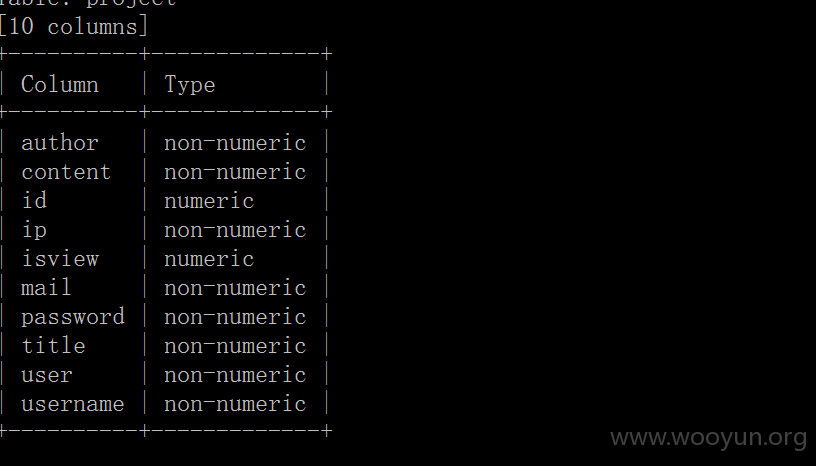 Table: project
[10 columns]
+----------+-------------+
| Column | Type |
+----------+-------------+
| author | non-numeric |
| content | non-numeric |
| id | numeric |
| ip | non-numeric |
| isview | numeric |
| mail | non-numeric |
| password | non-numeric |
| title | non-numeric |
| user | non-numeric |
| username | non-numeric |
+----------+-------------+
www.wooyun.org